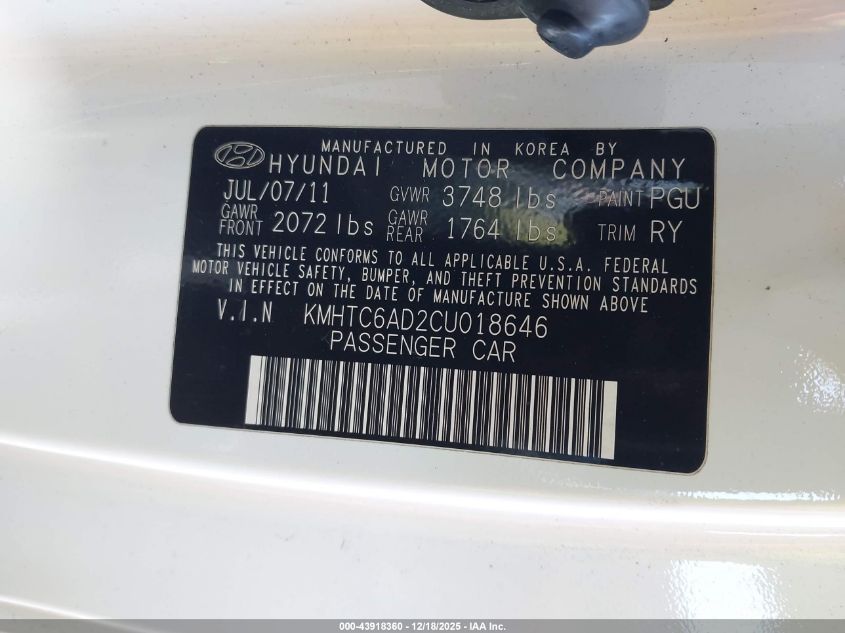 MANUFACTURED IN KOREA BY
HYUNDAI MOTOR COMPANY
JUL/07/11 GVWR 3748 lbs PAINT PGU
GAWR FRONT 2072 lbs GAWR REAR 1764 lbs TRIM RY
THIS VEHICLE CONFORMS TO ALL APPLICABLE U.S.A. FEDERAL
MOTOR VEHICLE SAFETY, BUMPER, AND THEFT PREVENTION STANDARDS
IN EFFECT ON THE DATE OF MANUFACTURE SHOWN ABOVE
V.I.N KMHTC6AD2CU018646
PASSENGER CAR
000-43918360 - 12/18/2025 - IAA Inc.